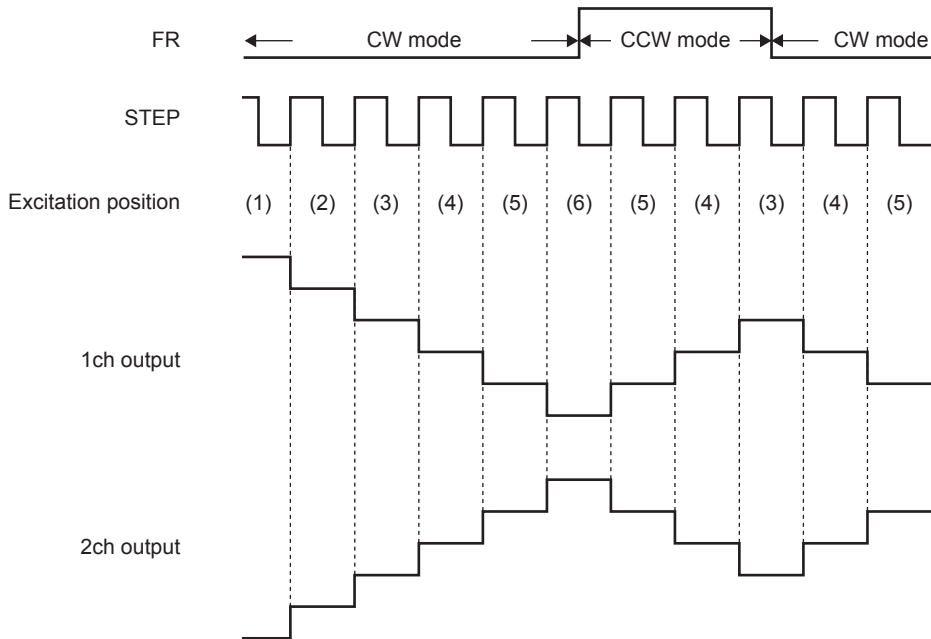 FR CW mode CCW mode CW mode
STEP
Excitation position (1) (2) (3) (4) (5) (6) (5) (4) (3) (4) (5)
1ch output
2ch output